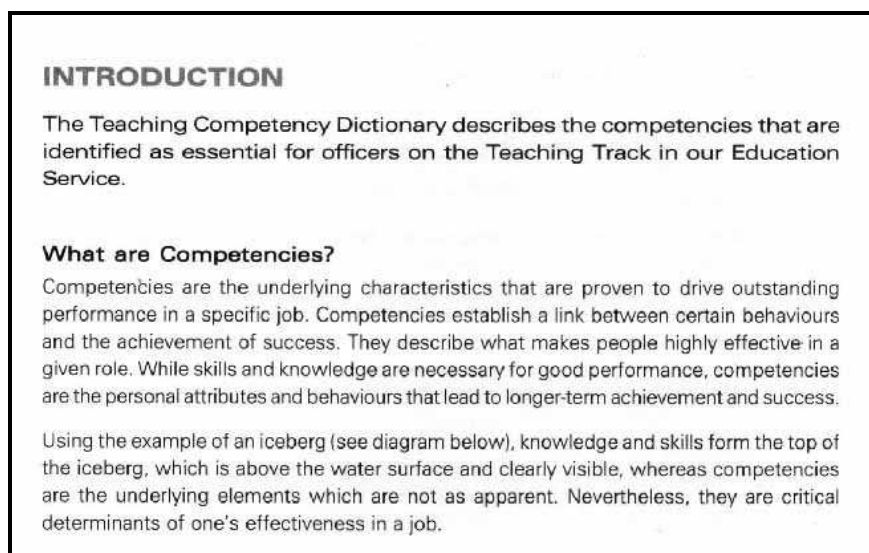 INTRODUCTION
The Teaching Competency Dictionary describes the competencies that are
identified as essential for officers on the Teaching Track in our Education
Service.
What are Competencies?
Competencies are the underlying characteristics that are proven to drive outstanding
performance in a specific job. Competencies establish a link between certain behaviours
and the achievement of success. They describe what makes people highly effective in a
given role. While skills and knowledge are necessary for good performance, competencies
are the personal attributes and behaviours that lead to longer-term achievement and success.
Using the example of an iceberg (see diagram below), knowledge and skills form the top of
the iceberg, which is above the water surface and clearly visible, whereas competencies
are the underlying elements which are not as apparent. Nevertheless, they are critical
determinants of one's effectiveness in a job.